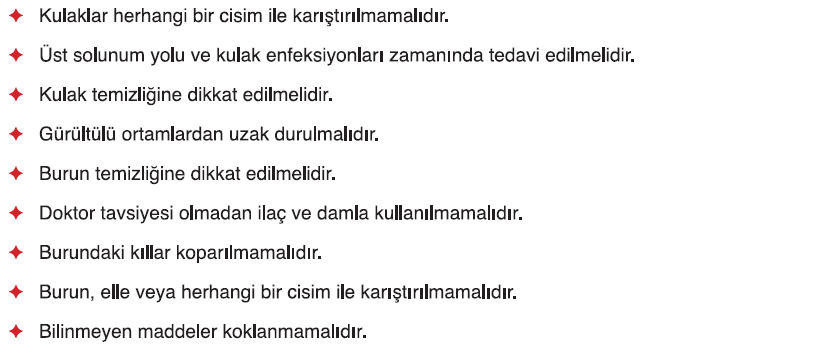 Kulaklar herhangi bir cisim ile karıştırılmamalıdır.
Üst solunum yolu ve kulak enfeksiyonları zamanında tedavi edilmelidir.
Kulak temizliğine dikkat edilmelidir.
Gürültülü ortamlardan uzak durulmalıdır.
Burun temizliğine dikkat edilmelidir.
Doktor tavsiyesi olmadan ilaç ve damla kullanılmamalıdır.
Burundaki kıllar koparılmamalıdır.
Burun, elle veya herhangi bir cisim ile karıştırılmamalıdır.
Bilinmeyen maddeler koklanmamalıdır.